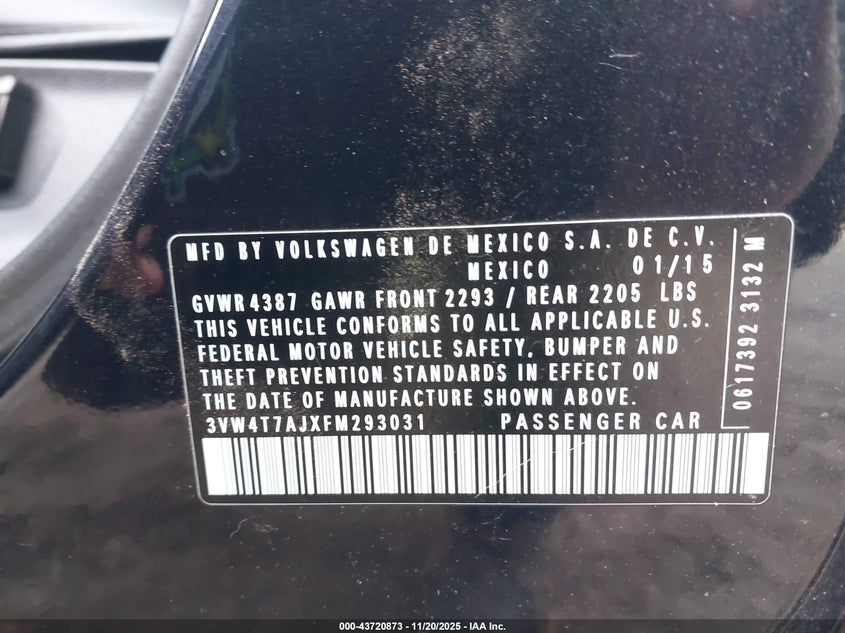 MFD BY VOLKSWAGEN DE MEXICO S.A. DE C.V.
MEXICO 01/15
GVWR 4387 GAWR FRONT 2293 / REAR 2205 LBS
THIS VEHICLE CONFORMS TO ALL APPLICABLE U.S.
FEDERAL MOTOR VEHICLE SAFETY, BUMPER AND
THEFT PREVENTION STANDARDS IN EFFECT ON
THE DATE OF MANUFACTURE SHOWN ABOVE.
3VW4T7AJXFM293031 PASSENGER CAR
0617392 3132 M
000-43720873 — 11/20/2025 — IAA Inc.